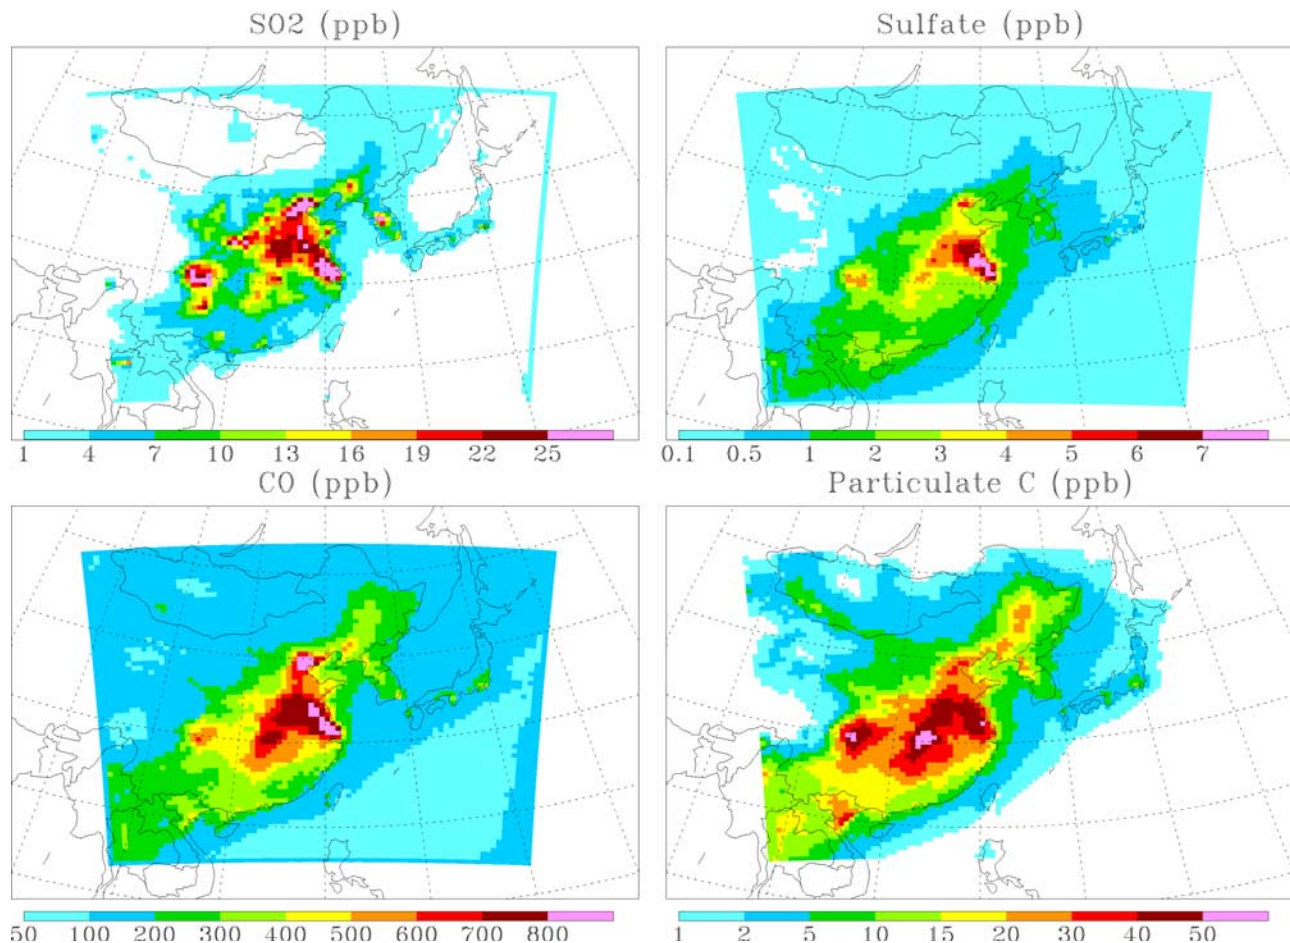 SO2 (ppb)
Sulfate (ppb)
1 4 7 10 13 16 19 22 25
0.1 0.5 1 2 3 4 5 6 7
CO (ppb)
Particulate C (ppb)
50 100 200 300 400 500 600 700 800
1 2 5 10 15 20 30 40 50